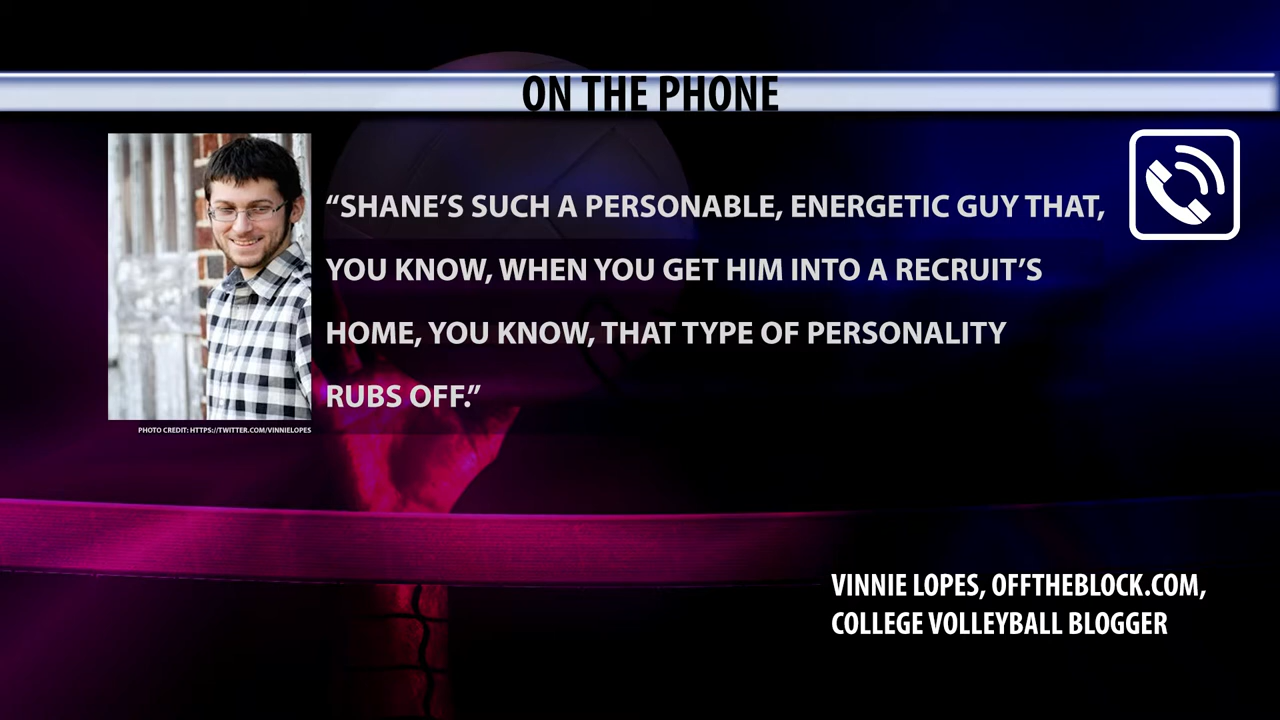 ON THE PHONE
“SHANE’S SUCH A PERSONABLE, ENERGETIC GUY THAT,
YOU KNOW, WHEN YOU GET HIM INTO A RECRUIT’S
HOME, YOU KNOW, THAT TYPE OF PERSONALITY
RUBS OFF.”
PHOTO CREDIT: HTTPS://TWITTER.COM/VINNIELOPES
VINNIE LOPES, OFFTHEBLOCK.COM,
COLLEGE VOLLEYBALL BLOGGER